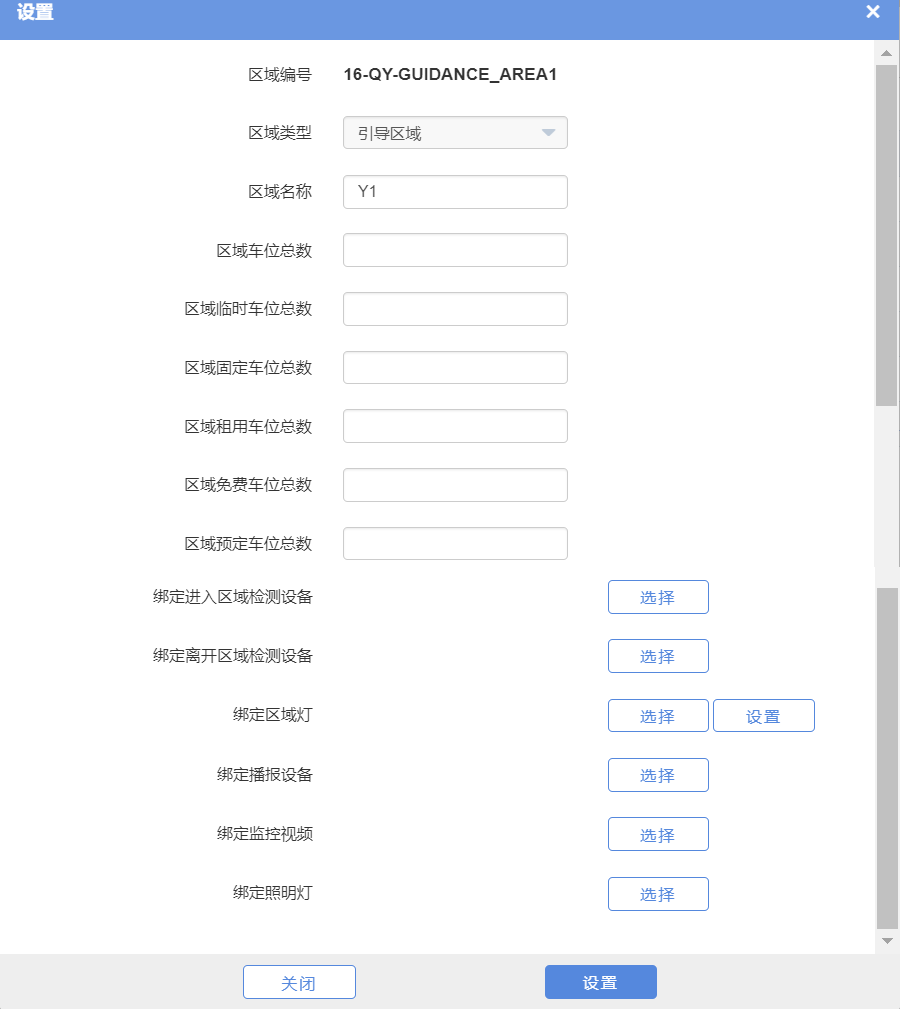 设置
区域编号 16-QY-GUIDANCE_AREA1
区域类型 引导区域
区域名称 Y1
区域车位总数
区域临时车位总数
区域固定车位总数
区域租用车位总数
区域免费车位总数
区域预定车位总数
绑定进入区域检测设备 选择
绑定离开区域检测设备 选择
绑定区域灯 选择 设置
绑定播报设备 选择
绑定监控视频 选择
绑定照明灯 选择
关闭 设置